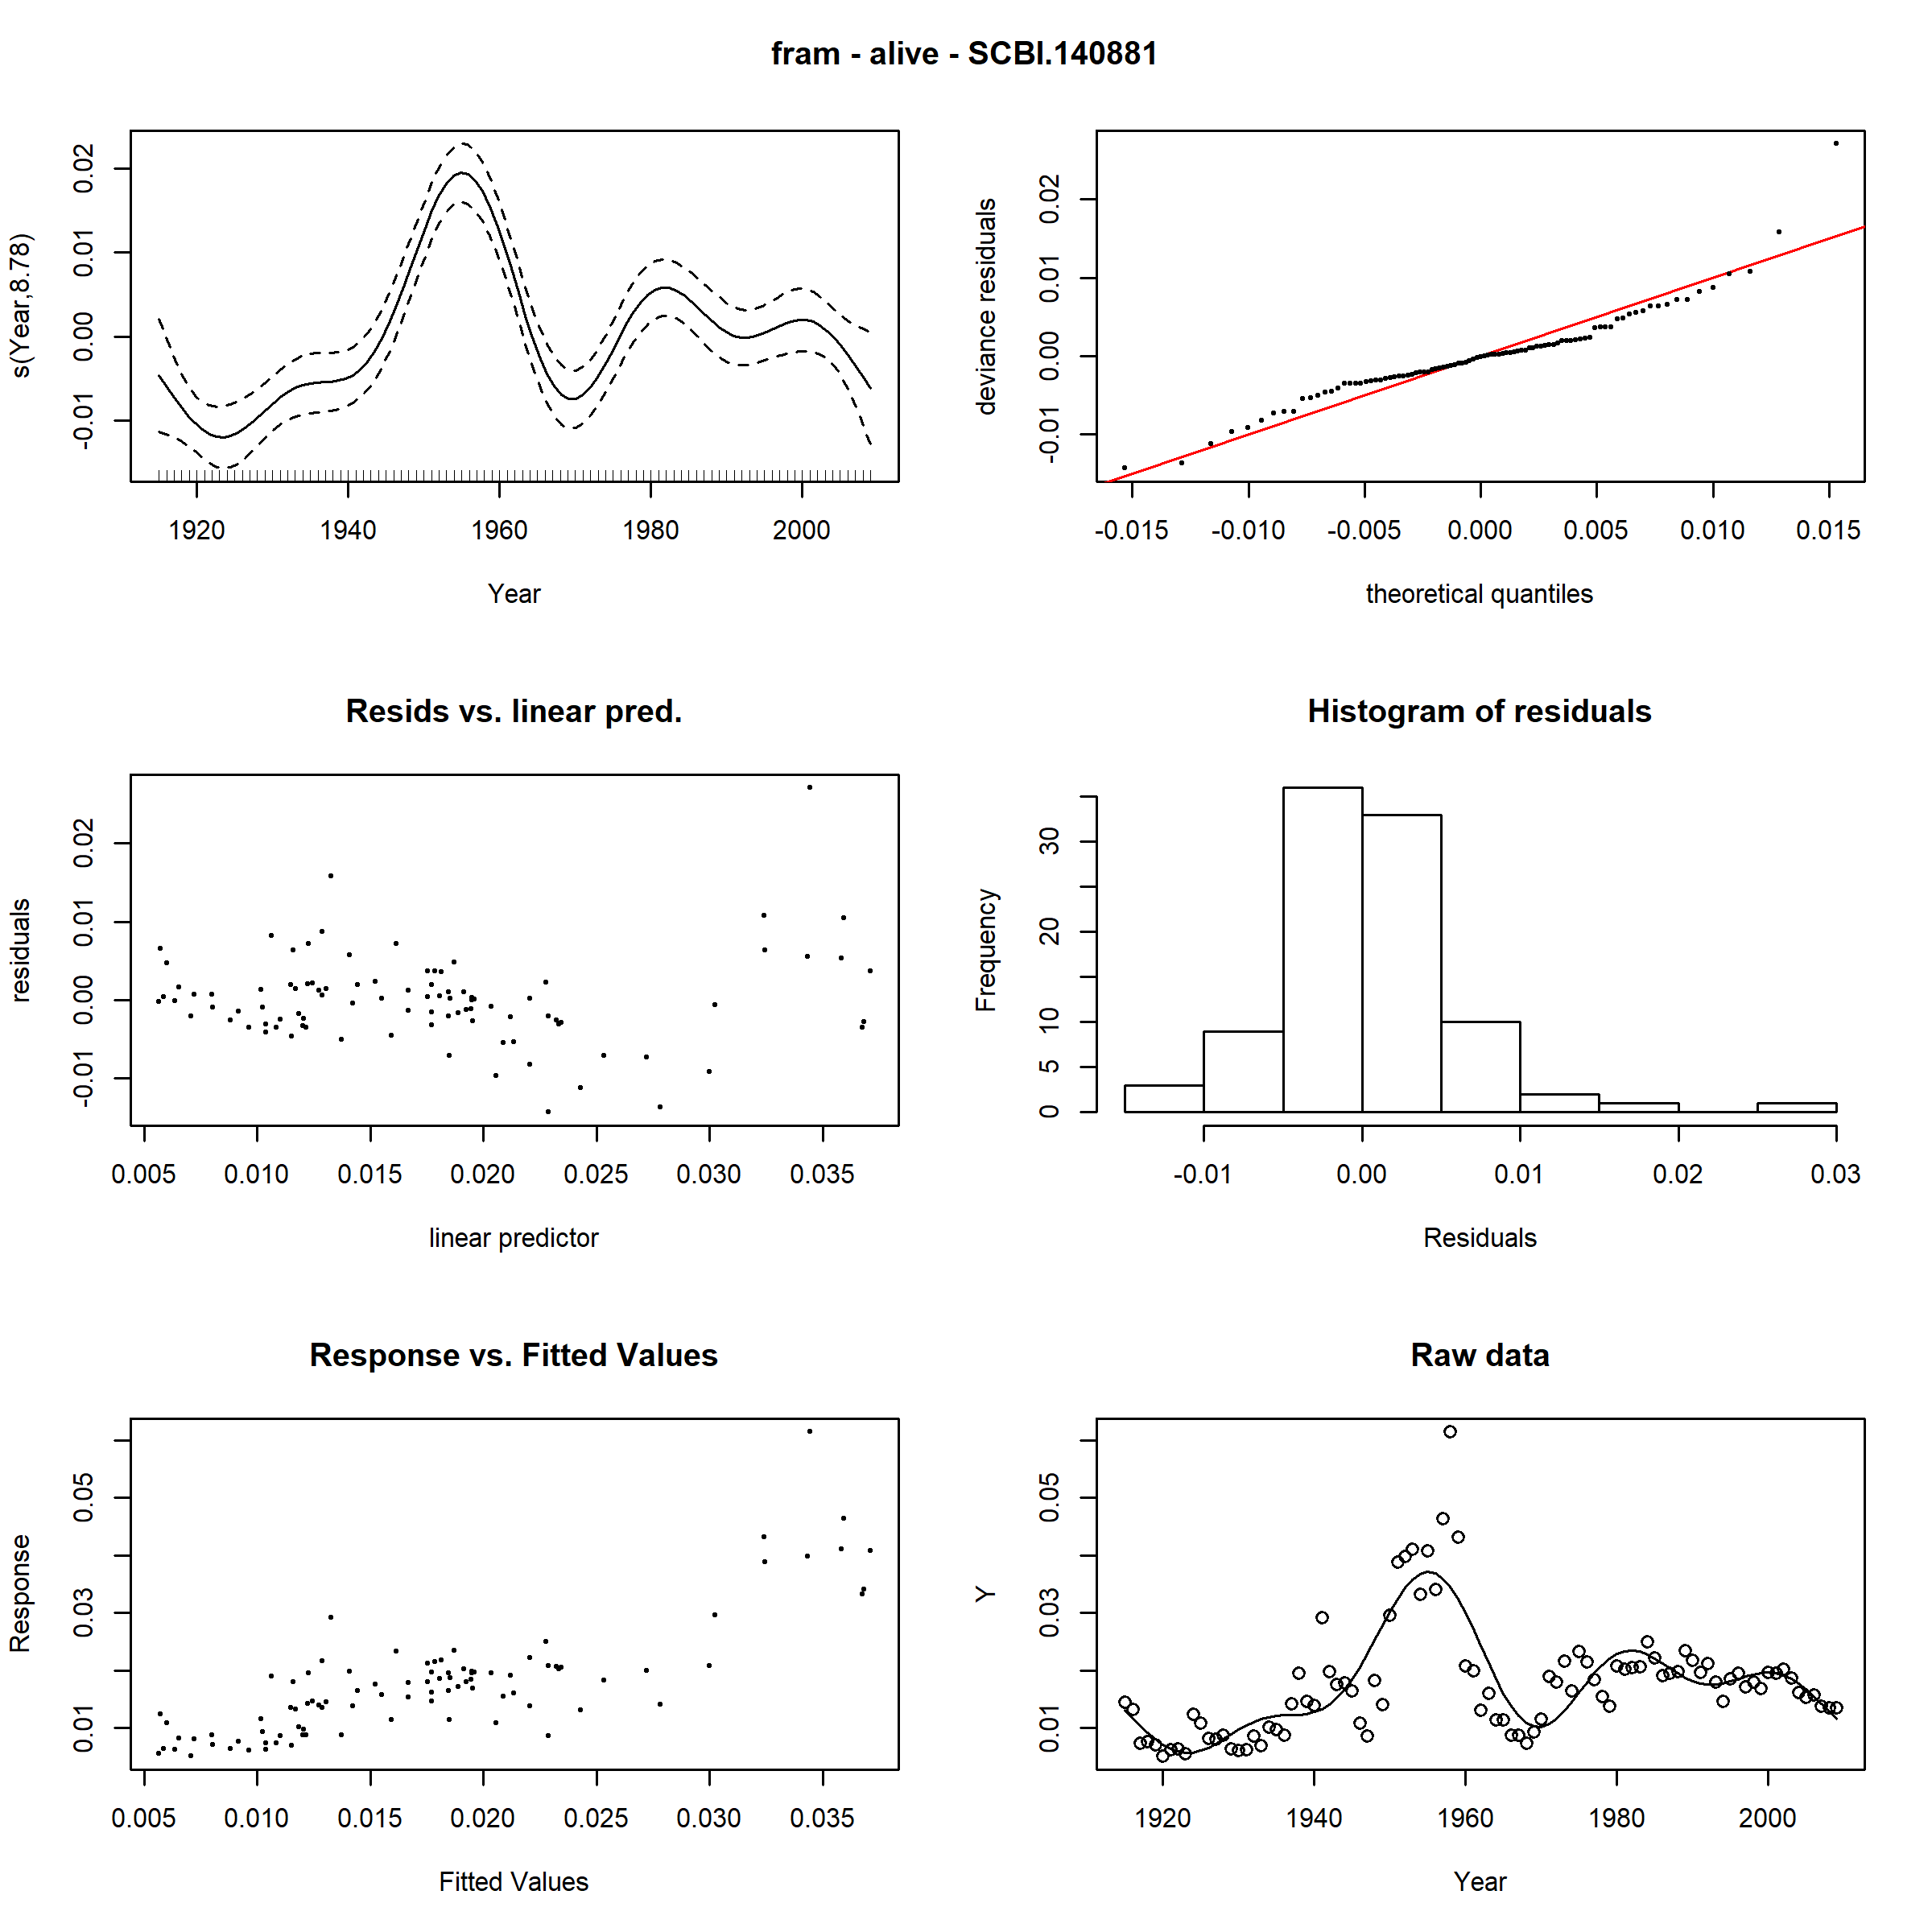 fram - alive - SCBI.140881
s(Year,8.78)
-0.01 0.00 0.01 0.02
1920 1940 1960 1980 2000
Year
deviance residuals
-0.01 0.00 0.01 0.02
-0.015 -0.010 -0.005 0.000 0.005 0.010 0.015
theoretical quantiles
Resids vs. linear pred.
residuals
-0.01 0.00 0.01 0.02
0.005 0.010 0.015 0.020 0.025 0.030 0.035
linear predictor
Histogram of residuals
Frequency
0 5 10 20 30
-0.01 0.00 0.01 0.02 0.03
Residuals
Response vs. Fitted Values
Response
0.01 0.03 0.05
0.005 0.010 0.015 0.020 0.025 0.030 0.035
Fitted Values
Raw data
Y
0.01 0.03 0.05
1920 1940 1960 1980 2000
Year